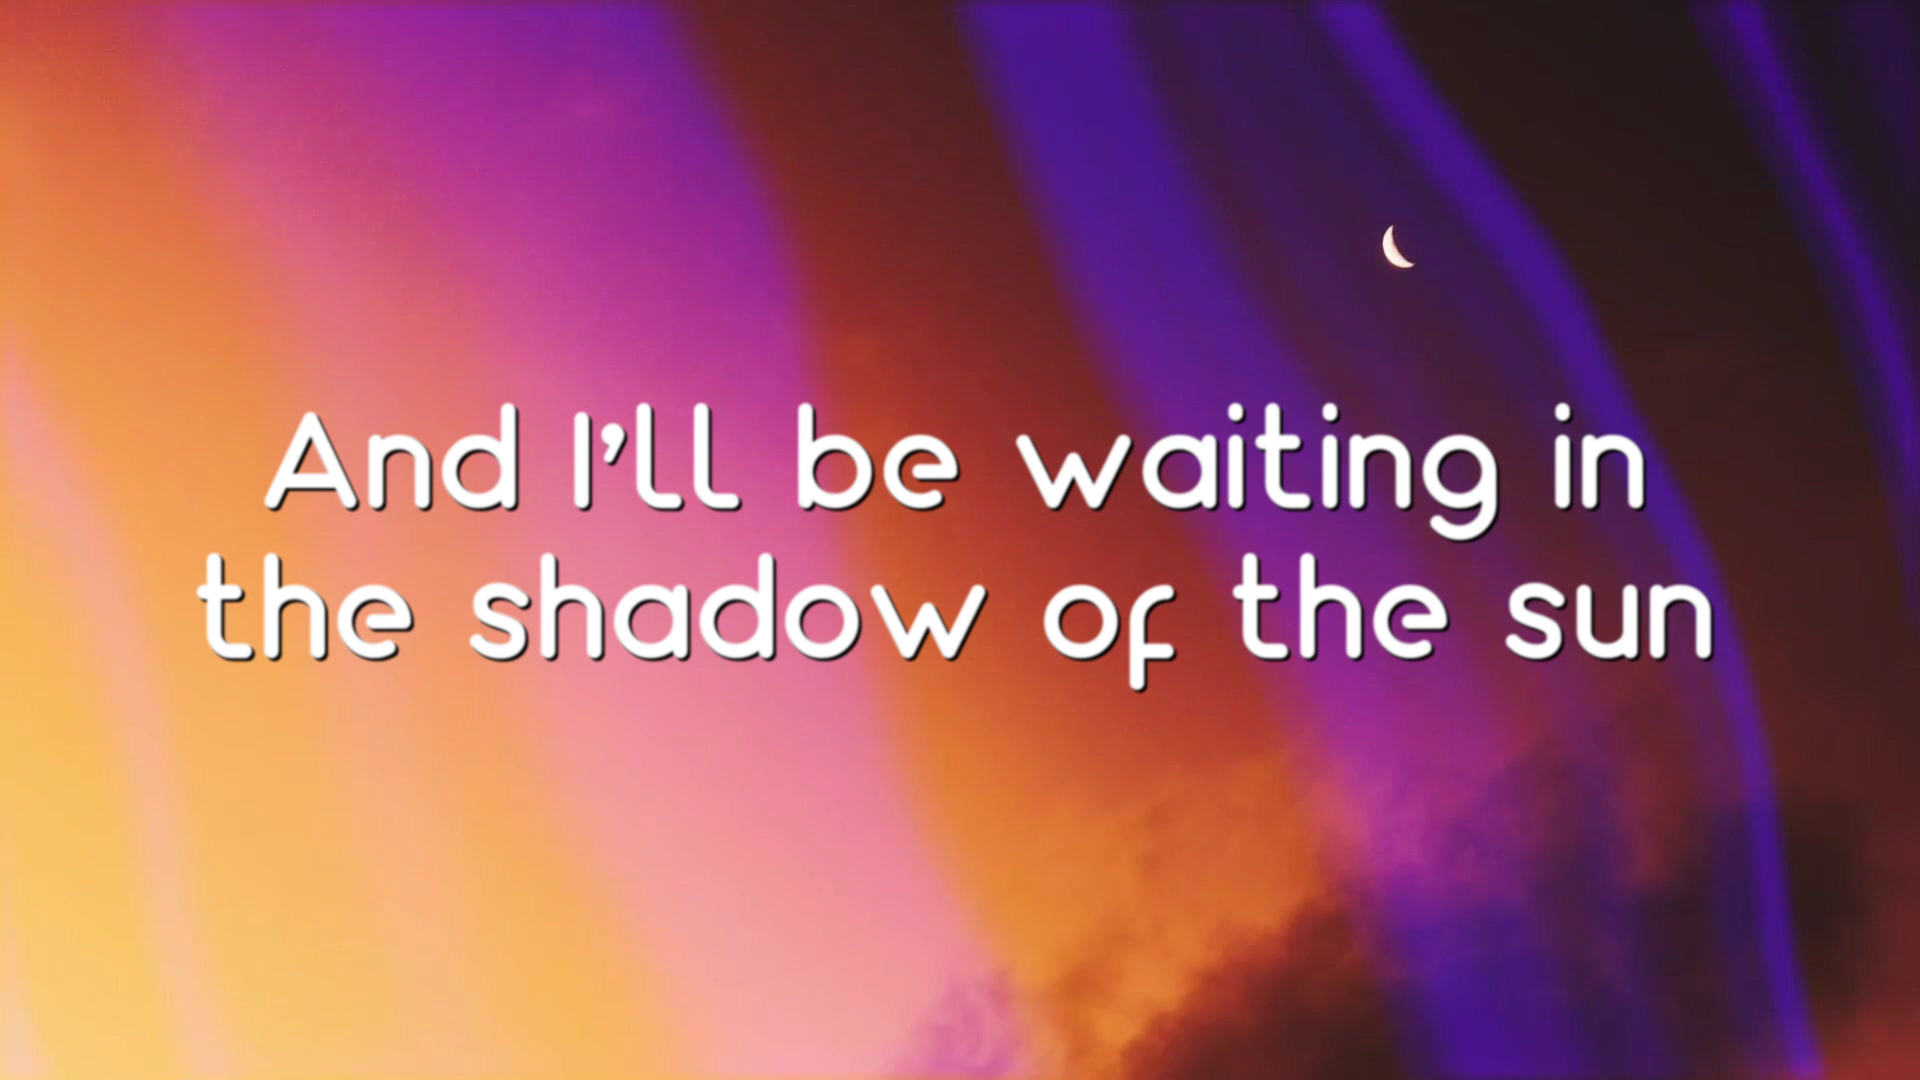 And I'll be waiting in
the shadow of the sun